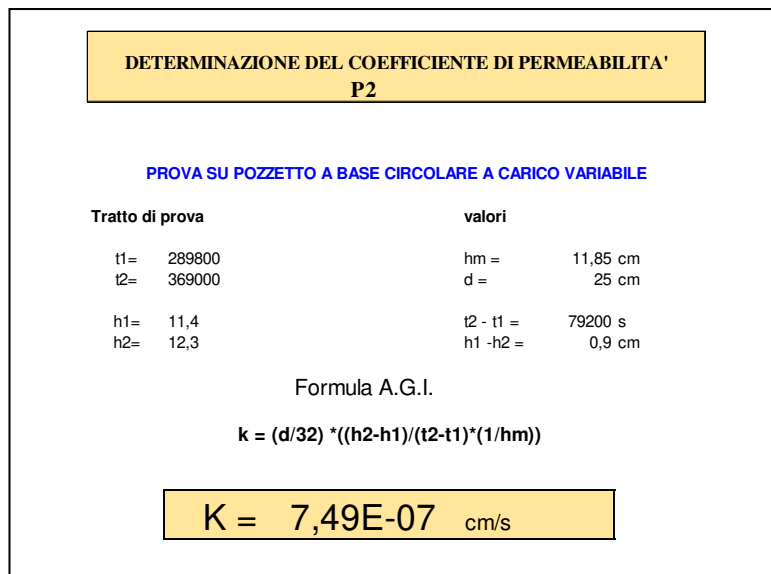 DETERMINAZIONE DEL COEFFICIENTE DI PERMEABILITA'
P2
PROVA SU POZZETTO A BASE CIRCOLARE A CARICO VARIABILE
Tratto di prova valori
t1= 289800 hm = 11,85 cm
t2= 369000 d = 25 cm
h1= 11,4 t2 - t1 = 79200 s
h2= 12,3 h1 -h2 = 0,9 cm
Formula A.G.I.
k = (d/32) *((h2-h1)/(t2-t1)*(1/hm))
K = 7,49E-07 cm/s